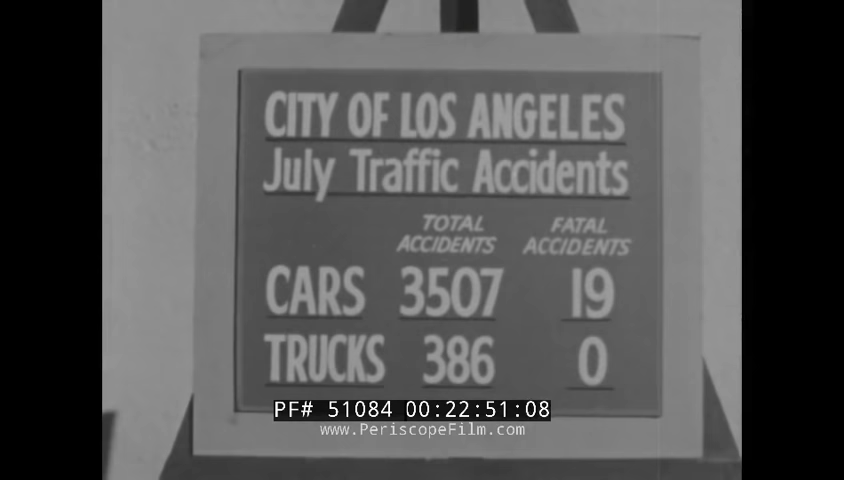 CITY OF LOS ANGELES
July Traffic Accidents
TOTAL ACCIDENTS FATAL ACCIDENTS
CARS 3507 19
TRUCKS 386 0
PF# 51084 00:22:51:08
www.PeriscopeFilm.com